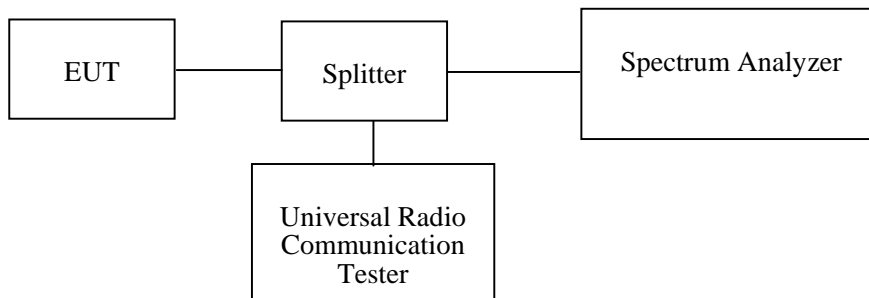 EUT
Splitter
Spectrum Analyzer
Universal Radio
Communication
Tester